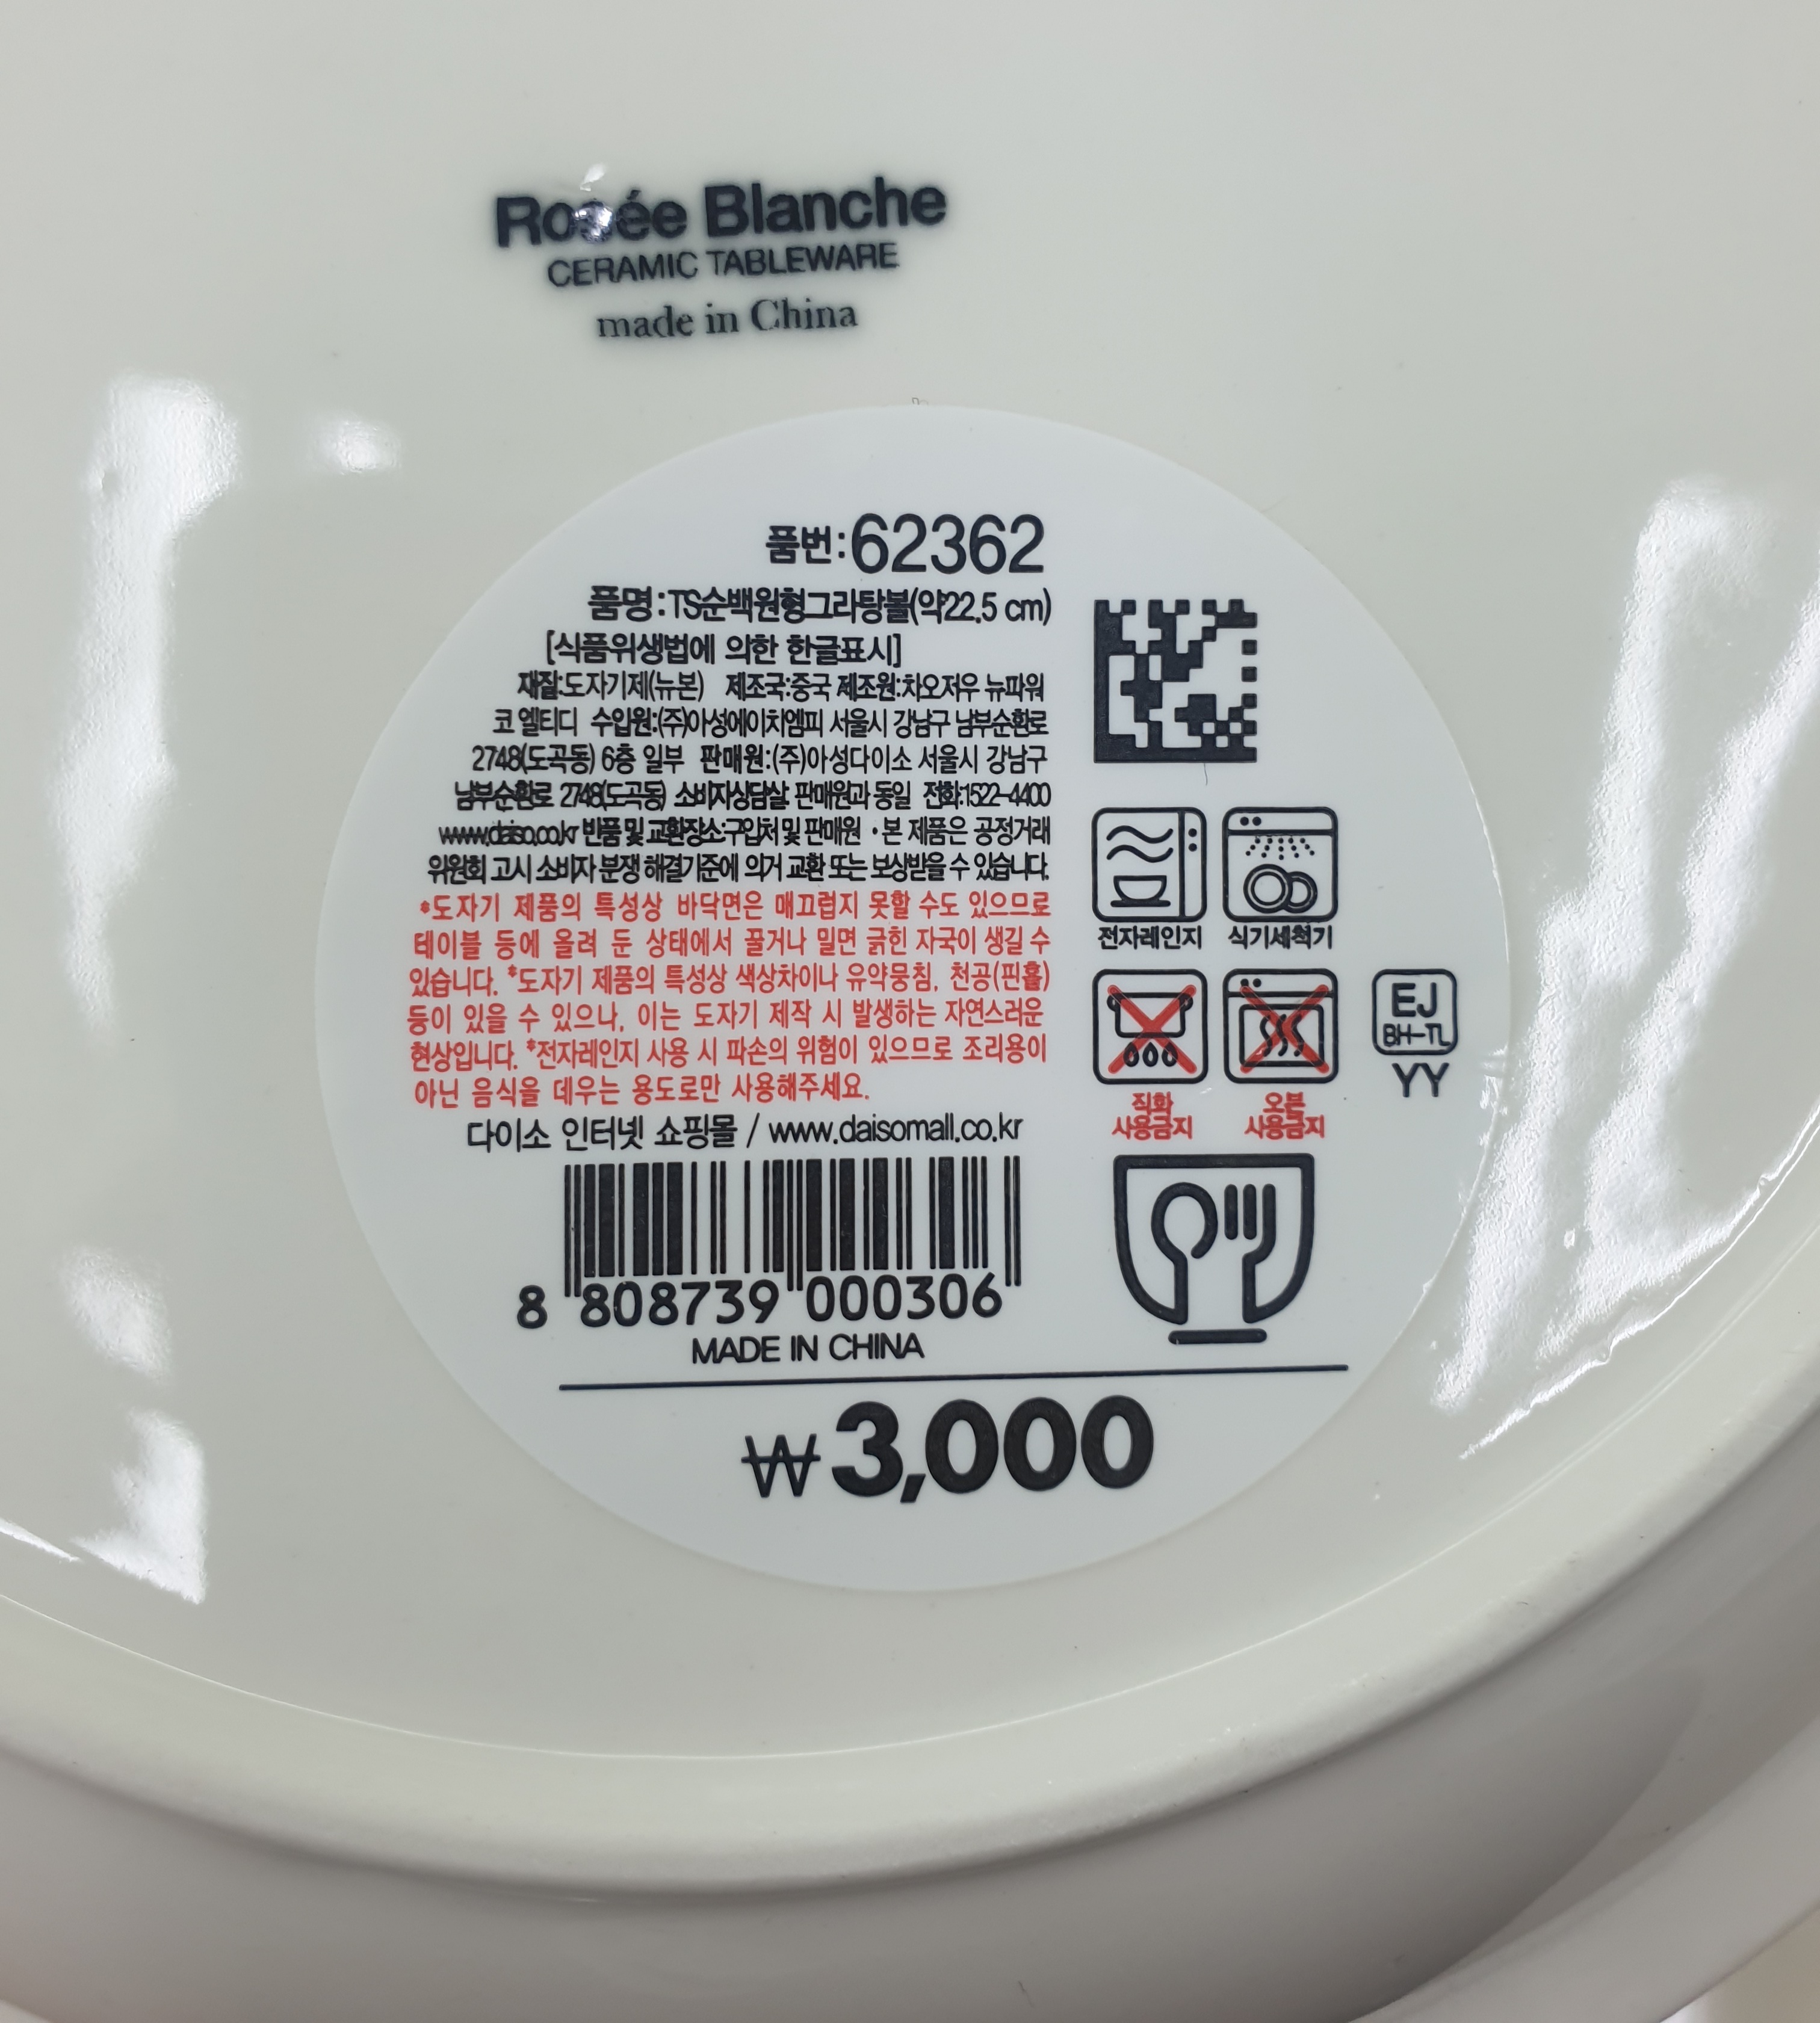 Rosée Blanche
CERAMIC TABLEWARE
made in China
품번:62362
품명:TS순백원형그라탕볼(약22.5 cm)
[식품위생법에 의한 한글표시]
재질:도자기제(뉴본) 제조국:중국 제조원:차오저우 뉴파워
코 엘티디 수입원:(주)아성에이치엠피 서울시 강남구 남부순환로
2748(도곡동) 6층 일부 판매원:(주)아성다이소 서울시 강남구
남부순환로 2748(도곡동) 소비자상담실 판매원과 동일 전화:1522-4400
www.daiso.co.kr 반품 및 교환장소:구입처 및 판매원 · 본 제품은 공정거래
위원회 고시 소비자 분쟁 해결기준에 의거 교환 또는 보상받을 수 있습니다.
*도자기 제품의 특성상 바닥면은 매끄럽지 못할 수도 있으므로
테이블 등에 올려 둔 상태에서 끌거나 밀면 긁힌 자국이 생길 수
있습니다. *도자기 제품의 특성상 색상차이나 유약뭉침, 천공(핀홀)
등이 있을 수 있으나, 이는 도자기 제작 시 발생하는 자연스러운
현상입니다. *전자레인지 사용 시 파손의 위험이 있으므로 조리용이
아닌 음식을 데우는 용도로만 사용해주세요.
다이소 인터넷 쇼핑몰 / www.daisomall.co.kr
8 808739 000306
MADE IN CHINA
전자레인지 식기세척기
직화
사용금지
오븐
사용금지
EJ
BH-TL
YY
₩3,000